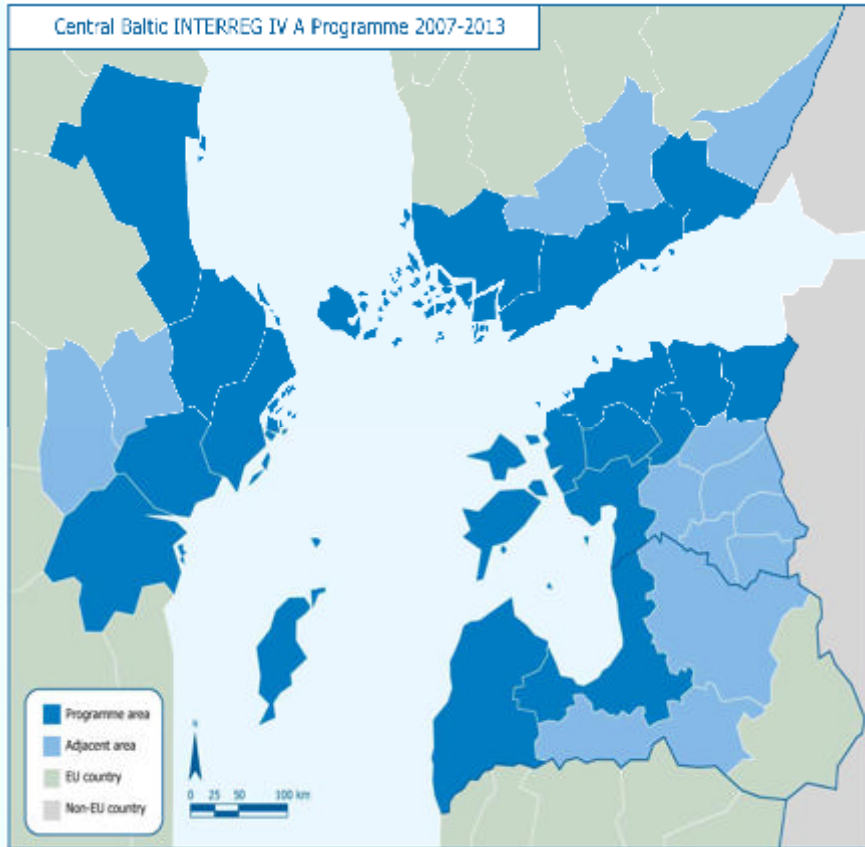 Central Baltic INTERREG IV A Programme 2007-2013
Programme area
Adjacent area
EU country
Non-EU country
N
0 25 50 100 km